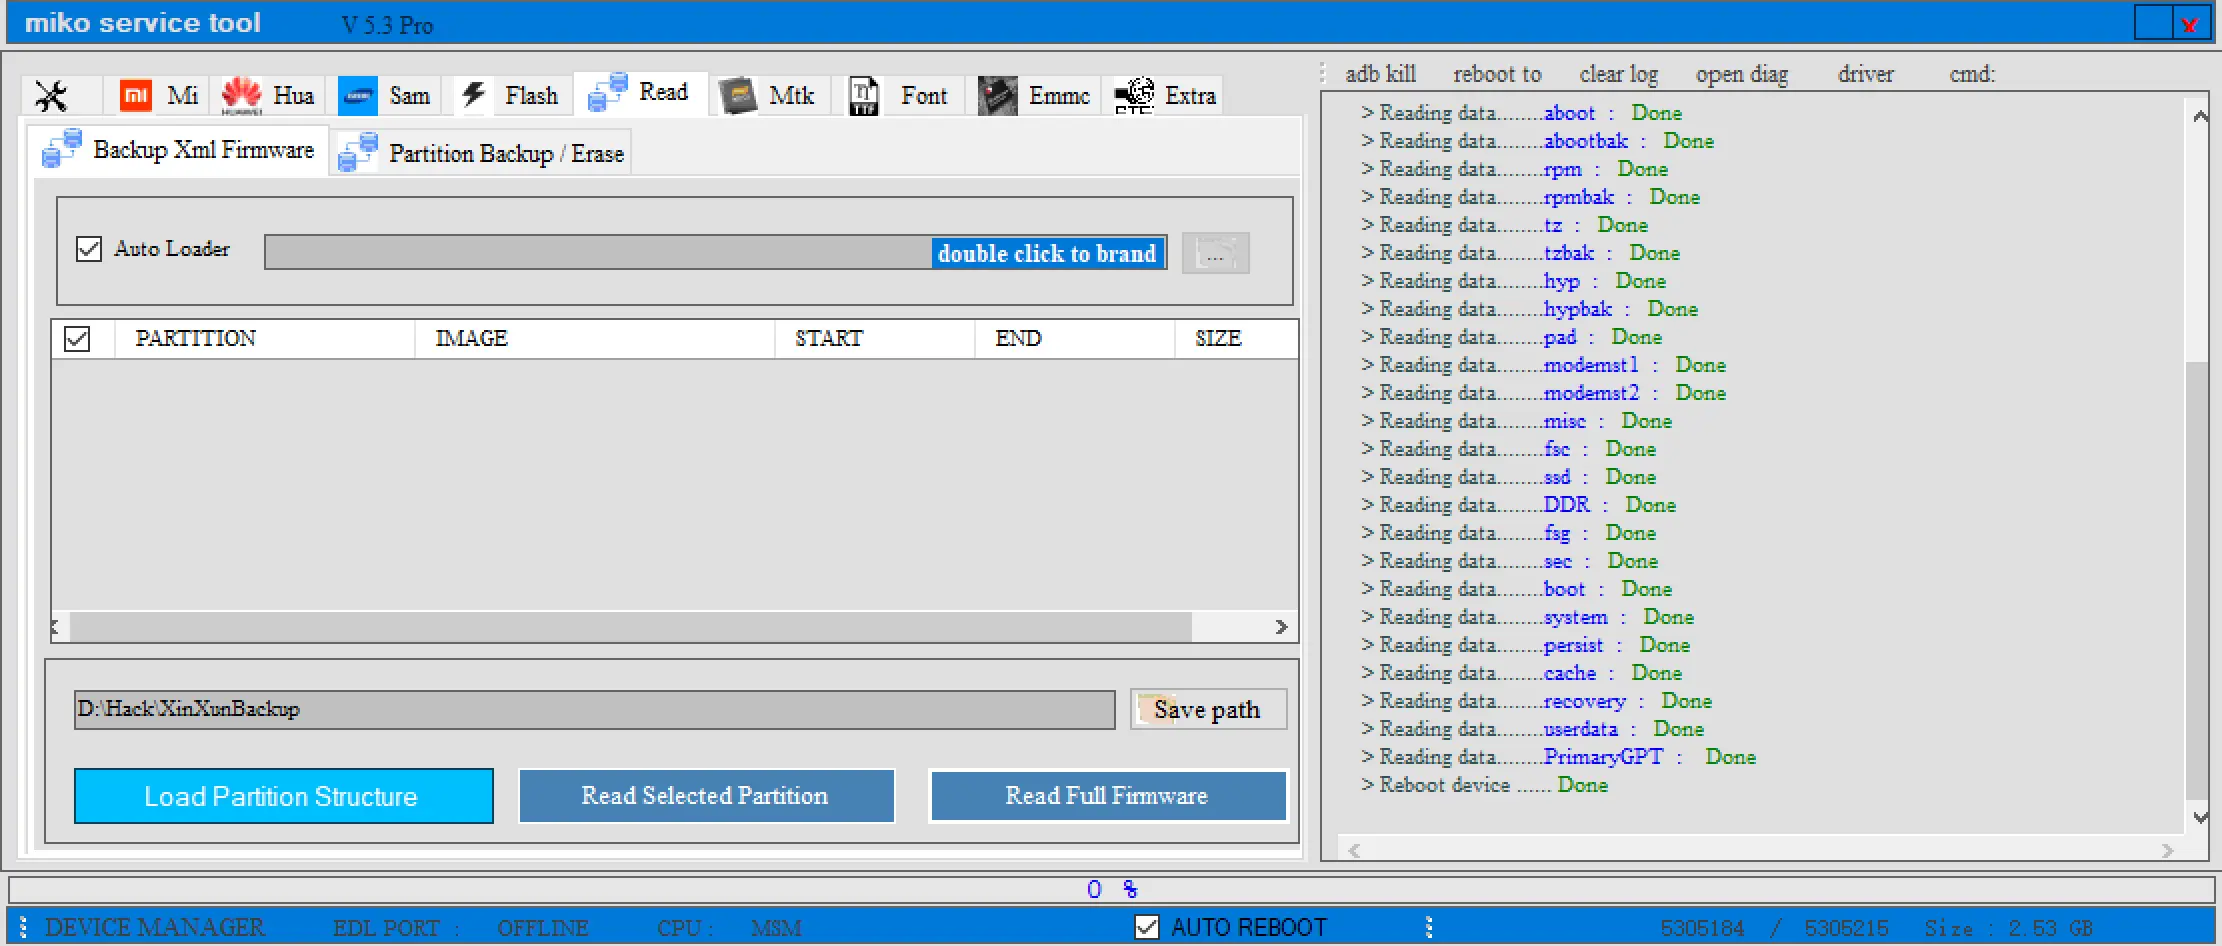 miko service tool V 5.3 Pro
Mi Hua Sam Flash Read Mtk Font Emmc Extra
Backup Xml Firmware Partition Backup / Erase
Auto Loader double click to brand ...
PARTITION IMAGE START END SIZE
D:\Hack\XinXunBackup Save path
Load Partition Structure Read Selected Partition Read Full Firmware
adb kill reboot to clear log open diag driver cmd:
> Reading data........aboot : Done
> Reading data........abootbak : Done
> Reading data........rpm : Done
> Reading data........rpmbak : Done
> Reading data........tz : Done
> Reading data........tzbak : Done
> Reading data........hyp : Done
> Reading data........hypbak : Done
> Reading data........pad : Done
> Reading data........modemst1 : Done
> Reading data........modemst2 : Done
> Reading data........misc : Done
> Reading data........fsc : Done
> Reading data........ssd : Done
> Reading data........DDR : Done
> Reading data........fsg : Done
> Reading data........sec : Done
> Reading data........boot : Done
> Reading data........system : Done
> Reading data........persist : Done
> Reading data........cache : Done
> Reading data........recovery : Done
> Reading data........userdata : Done
> Reading data........PrimaryGPT : Done
> Reboot device ...... Done
0 %
DEVICE MANAGER EDL PORT : OFFLINE CPU : MSM AUTO REBOOT 5305184 / 5305215 Size : 2.53 GB